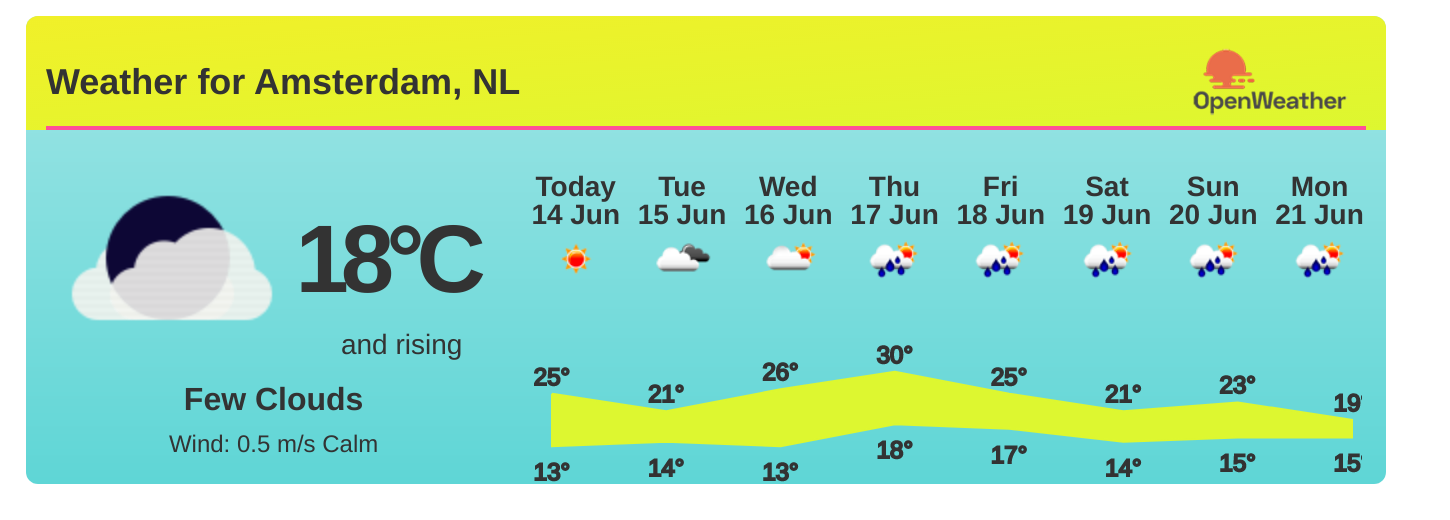 Weather for Amsterdam, NL
OpenWeather
18°C
and rising
Few Clouds
Wind: 0.5 m/s Calm
Today Tue Wed Thu Fri Sat Sun Mon
14 Jun 15 Jun 16 Jun 17 Jun 18 Jun 19 Jun 20 Jun 21 Jun
25° 21° 26° 30° 25° 21° 23° 19°
13° 14° 13° 18° 17° 14° 15° 15°